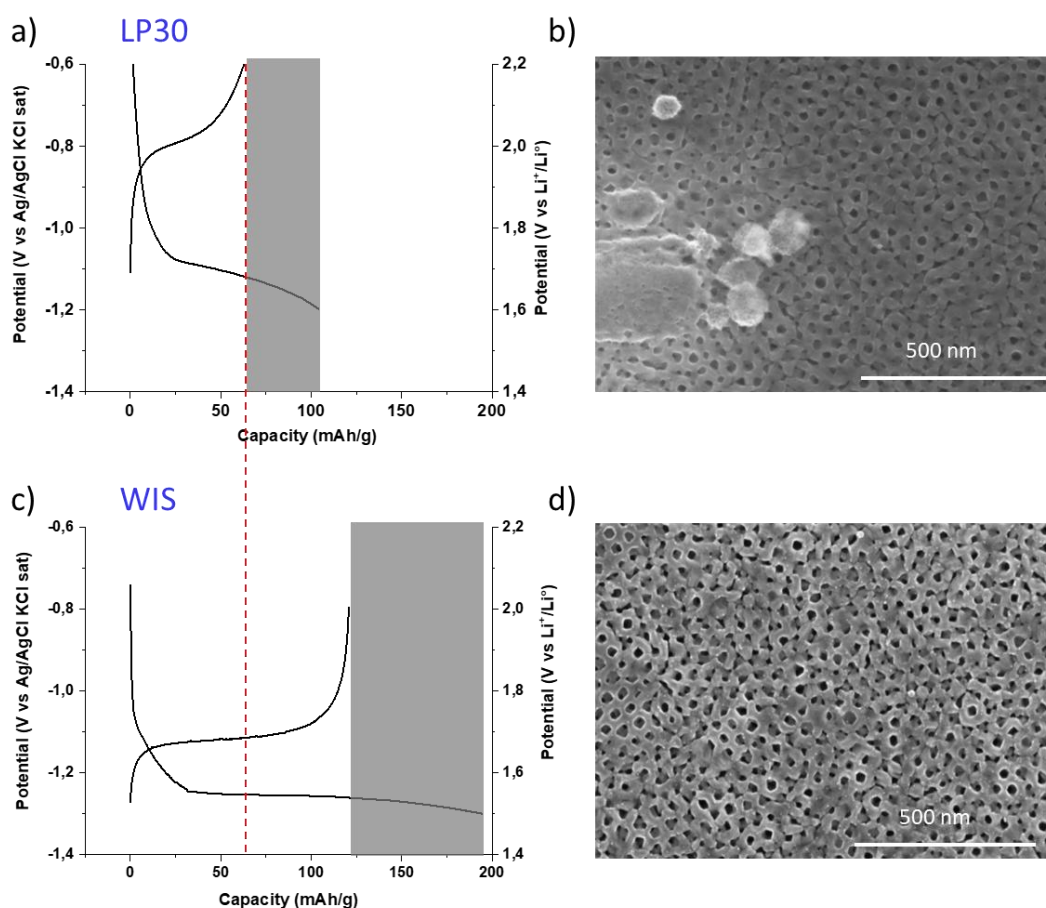 a)
LP30
b)
Potential (V vs Ag/AgCl KCl sat)
-0,6
-0,8
-1,0
-1,2
-1,4
2,2
2,0
1,8
1,6
1,4
Potential (V vs Li⁺/Li°)
0 50 100 150 200
Capacity (mAh/g)
500 nm
c)
WIS
d)
Potential (V vs Ag/AgCl KCl sat)
-0,6
-0,8
-1,0
-1,2
-1,4
2,2
2,0
1,8
1,6
1,4
Potential (V vs Li⁺/Li°)
0 50 100 150 200
Capacity (mAh/g)
500 nm